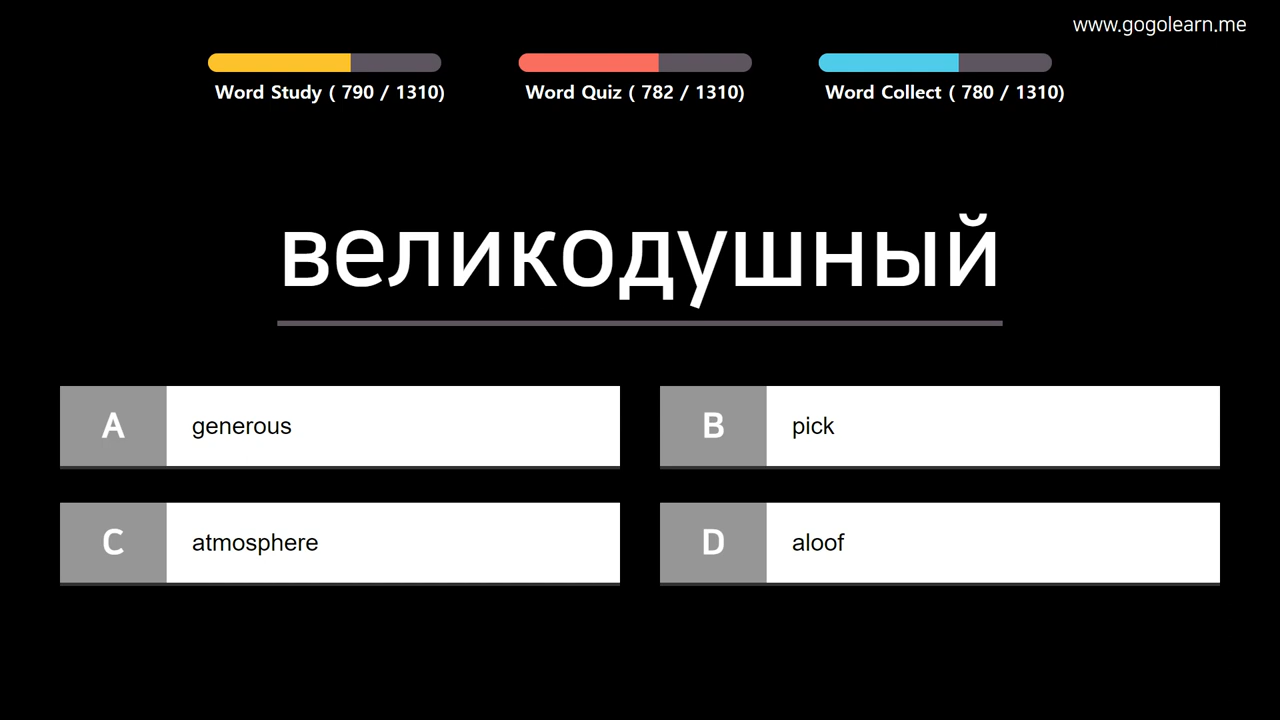 www.gogolearn.me
Word Study ( 790 / 1310)
Word Quiz ( 782 / 1310)
Word Collect ( 780 / 1310)
великодушный
A generous
B pick
C atmosphere
D aloof